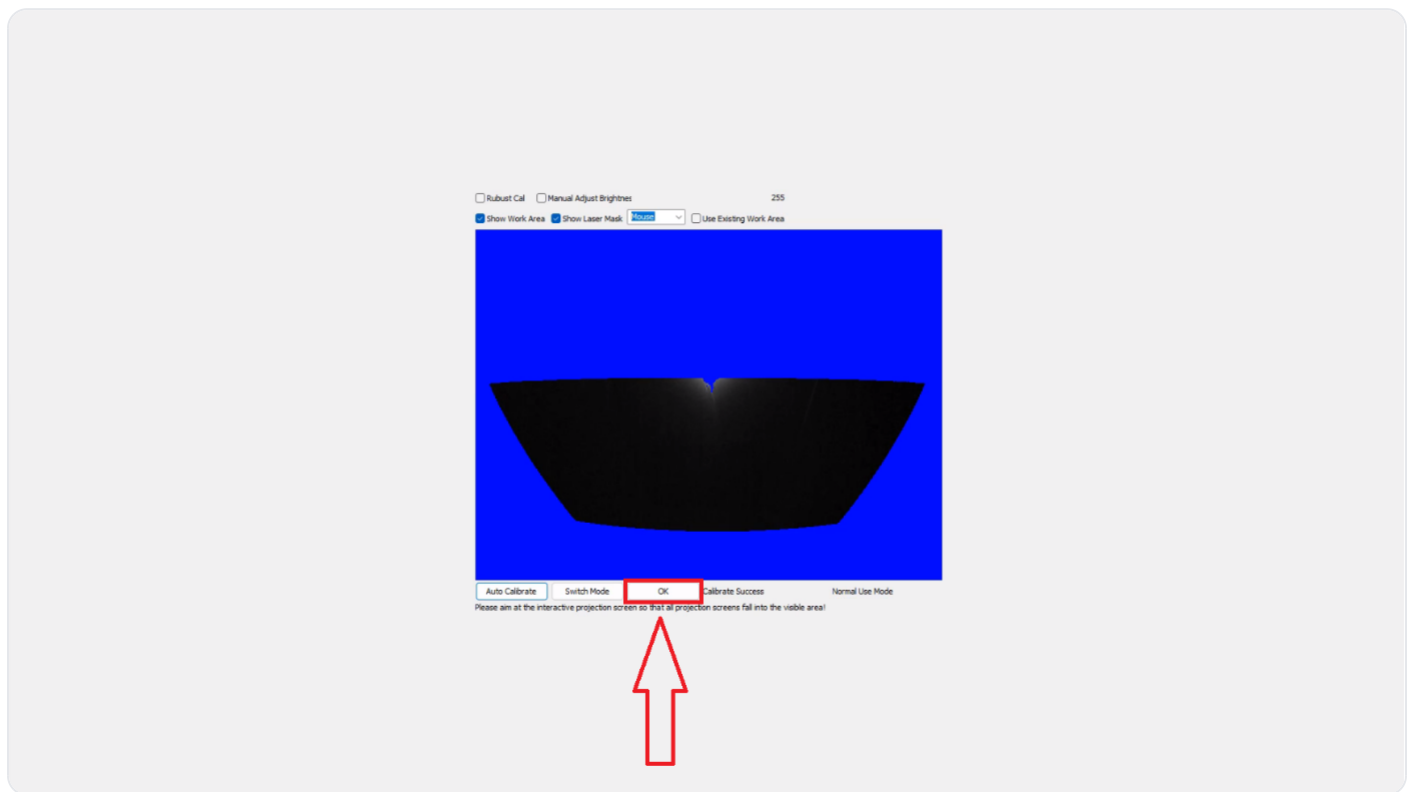 Rubust Cal Manual Adjust Brightnes 255
Show Work Area Show Laser Mask Mouse Use Existing Work Area
Auto Calibrate Switch Mode OK Calibrate Success Normal Use Mode
Please aim at the interactive projection screen so that all projection screens fall into the visible area!